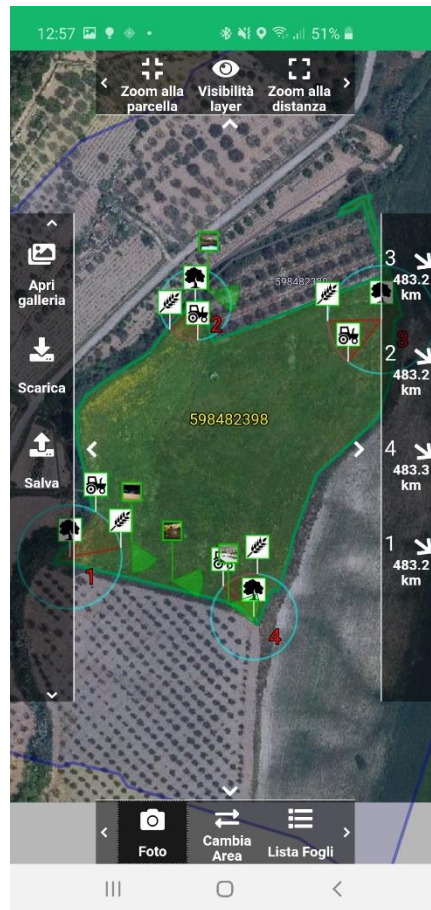 12:57
51%
Zoom alla
parcella
Visibilità
layer
Zoom alla
distanza
Apri
galleria
Scarica
Salva
598482398
598482398
2
3
1
4
3
483.2
km
2
483.2
km
4
483.3
km
1
483.2
km
Foto
Cambia
Area
Lista Fogli